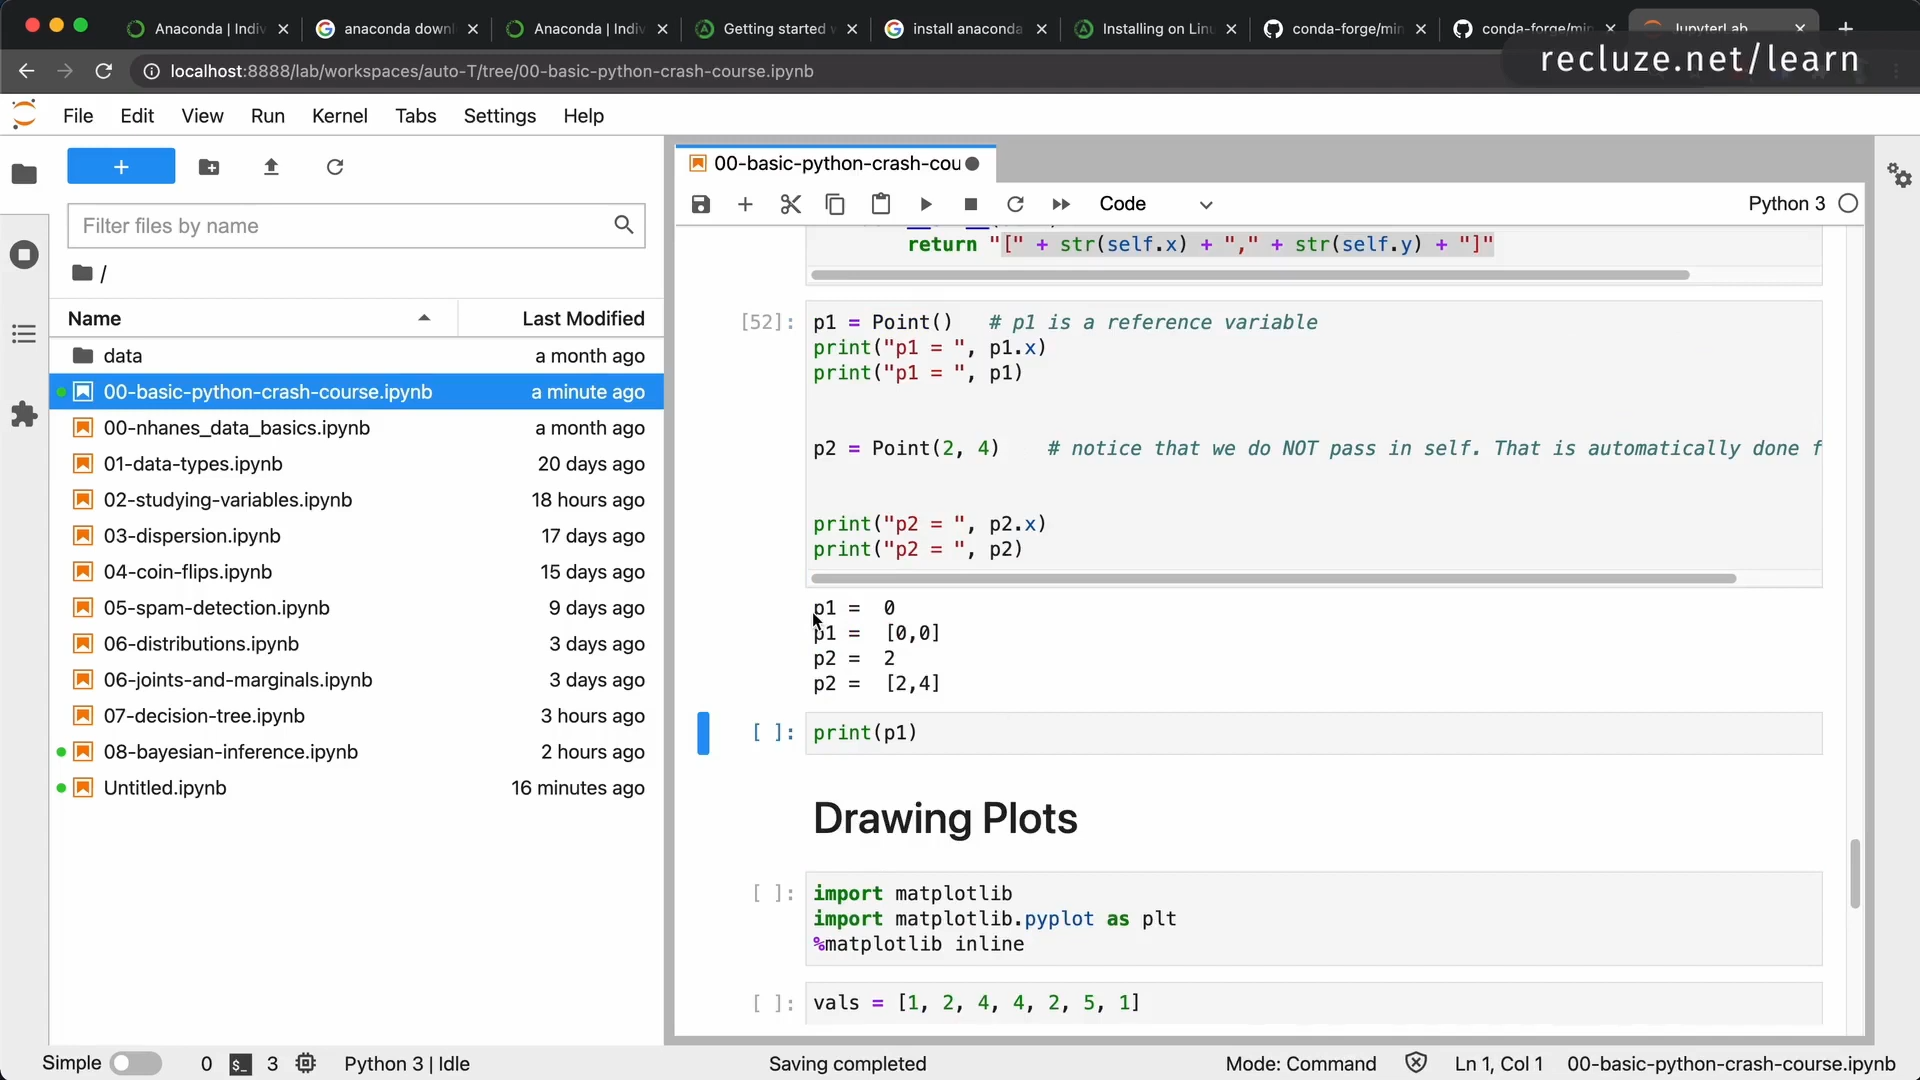 Anaconda | Indiv
anaconda downl
Anaconda | Indiv
Getting started w
install anaconda
Installing on Linu
conda-forge/min
conda-forge/min
JupyterLab
recluze.net/learn
localhost:8888/lab/workspaces/auto-T/tree/00-basic-python-crash-course.ipynb
File Edit View Run Kernel Tabs Settings Help
+
Filter files by name
/
Name Last Modified
data a month ago
00-basic-python-crash-course.ipynb a minute ago
00-nhanes_data_basics.ipynb a month ago
01-data-types.ipynb 20 days ago
02-studying-variables.ipynb 18 hours ago
03-dispersion.ipynb 17 days ago
04-coin-flips.ipynb 15 days ago
05-spam-detection.ipynb 9 days ago
06-distributions.ipynb 3 days ago
06-joints-and-marginals.ipynb 3 days ago
07-decision-tree.ipynb 3 hours ago
08-bayesian-inference.ipynb 2 hours ago
Untitled.ipynb 16 minutes ago
00-basic-python-crash-cou
Code
Python 3
return "[" + str(self.x) + "," + str(self.y) + "]"
[52]: p1 = Point() # p1 is a reference variable
print("p1 = ", p1.x)
print("p1 = ", p1)
p2 = Point(2, 4) # notice that we do NOT pass in self. That is automatically done f
print("p2 = ", p2.x)
print("p2 = ", p2)
p1 = 0
p1 = [0,0]
p2 = 2
p2 = [2,4]
[ ]: print(p1)
Drawing Plots
[ ]: import matplotlib
import matplotlib.pyplot as plt
%matplotlib inline
[ ]: vals = [1, 2, 4, 4, 2, 5, 1]
Simple 0 $_ 3 Python 3 | Idle Saving completed Mode: Command Ln 1, Col 1 00-basic-python-crash-course.ipynb